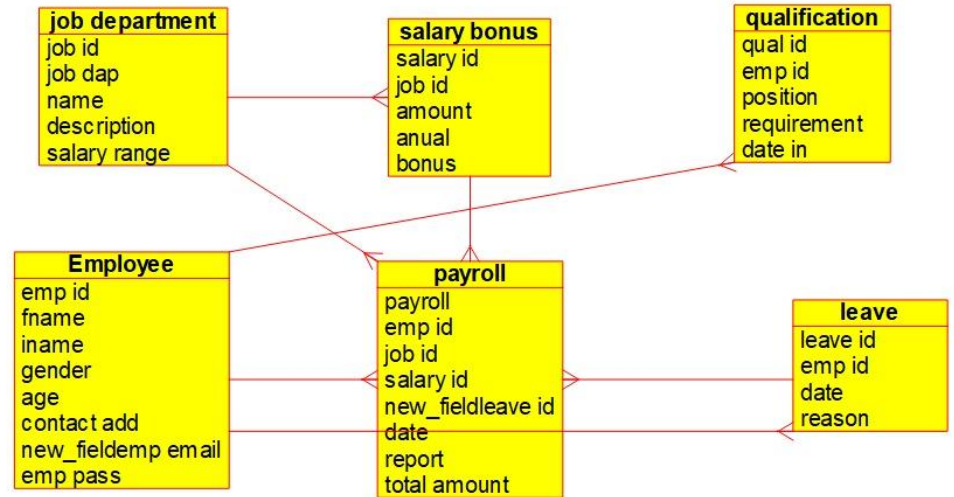 job department
job id
job dap
name
description
salary range
salary bonus
salary id
job id
amount
anual
bonus
qualification
qual id
emp id
position
requirement
date in
Employee
emp id
fname
iname
gender
age
contact add
new_fieldemp email
emp pass
payroll
payroll
emp id
job id
salary id
new_fieldleave id
date
report
total amount
leave
leave id
emp id
date
reason